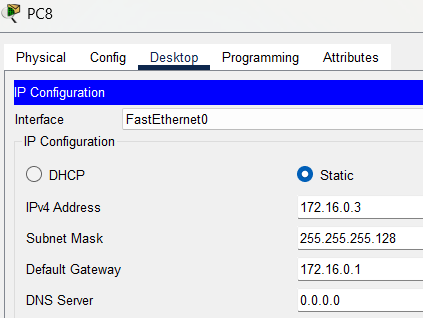 PC8
Physical Config Desktop Programming Attributes
IP Configuration
Interface FastEthernet0
IP Configuration
DHCP Static
IPv4 Address 172.16.0.3
Subnet Mask 255.255.255.128
Default Gateway 172.16.0.1
DNS Server 0.0.0.0